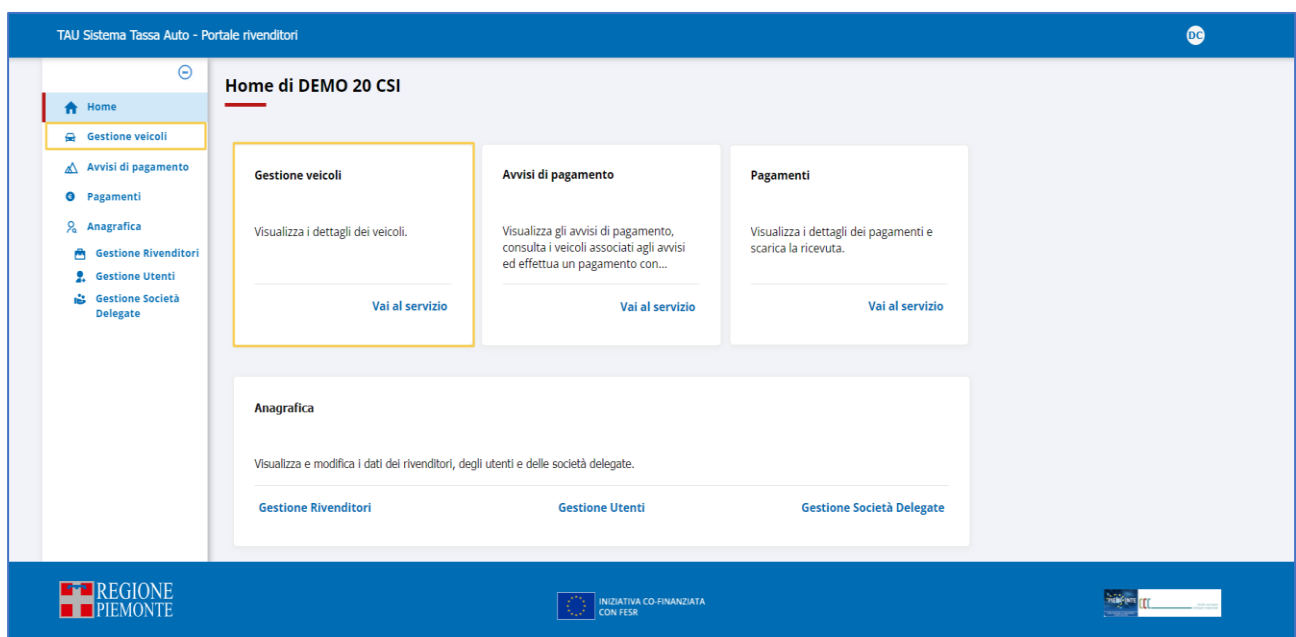 TAU Sistema Tassa Auto - Portale rivenditori
DC
Home
Gestione veicoli
Avvisi di pagamento
Pagamenti
Anagrafica
Gestione Rivenditori
Gestione Utenti
Gestione Società
Delegate
Home di DEMO 20 CSI
Gestione veicoli
Visualizza i dettagli dei veicoli.
Vai al servizio
Avvisi di pagamento
Visualizza gli avvisi di pagamento,
consulta i veicoli associati agli avvisi
ed effettua un pagamento con...
Vai al servizio
Pagamenti
Visualizza i dettagli dei pagamenti e
scarica la ricevuta.
Vai al servizio
Anagrafica
Visualizza e modifica i dati dei rivenditori, degli utenti e delle società delegate.
Gestione Rivenditori
Gestione Utenti
Gestione Società Delegate
REGIONE
PIEMONTE
INIZIATIVA CO-FINANZIATA
CON FESR